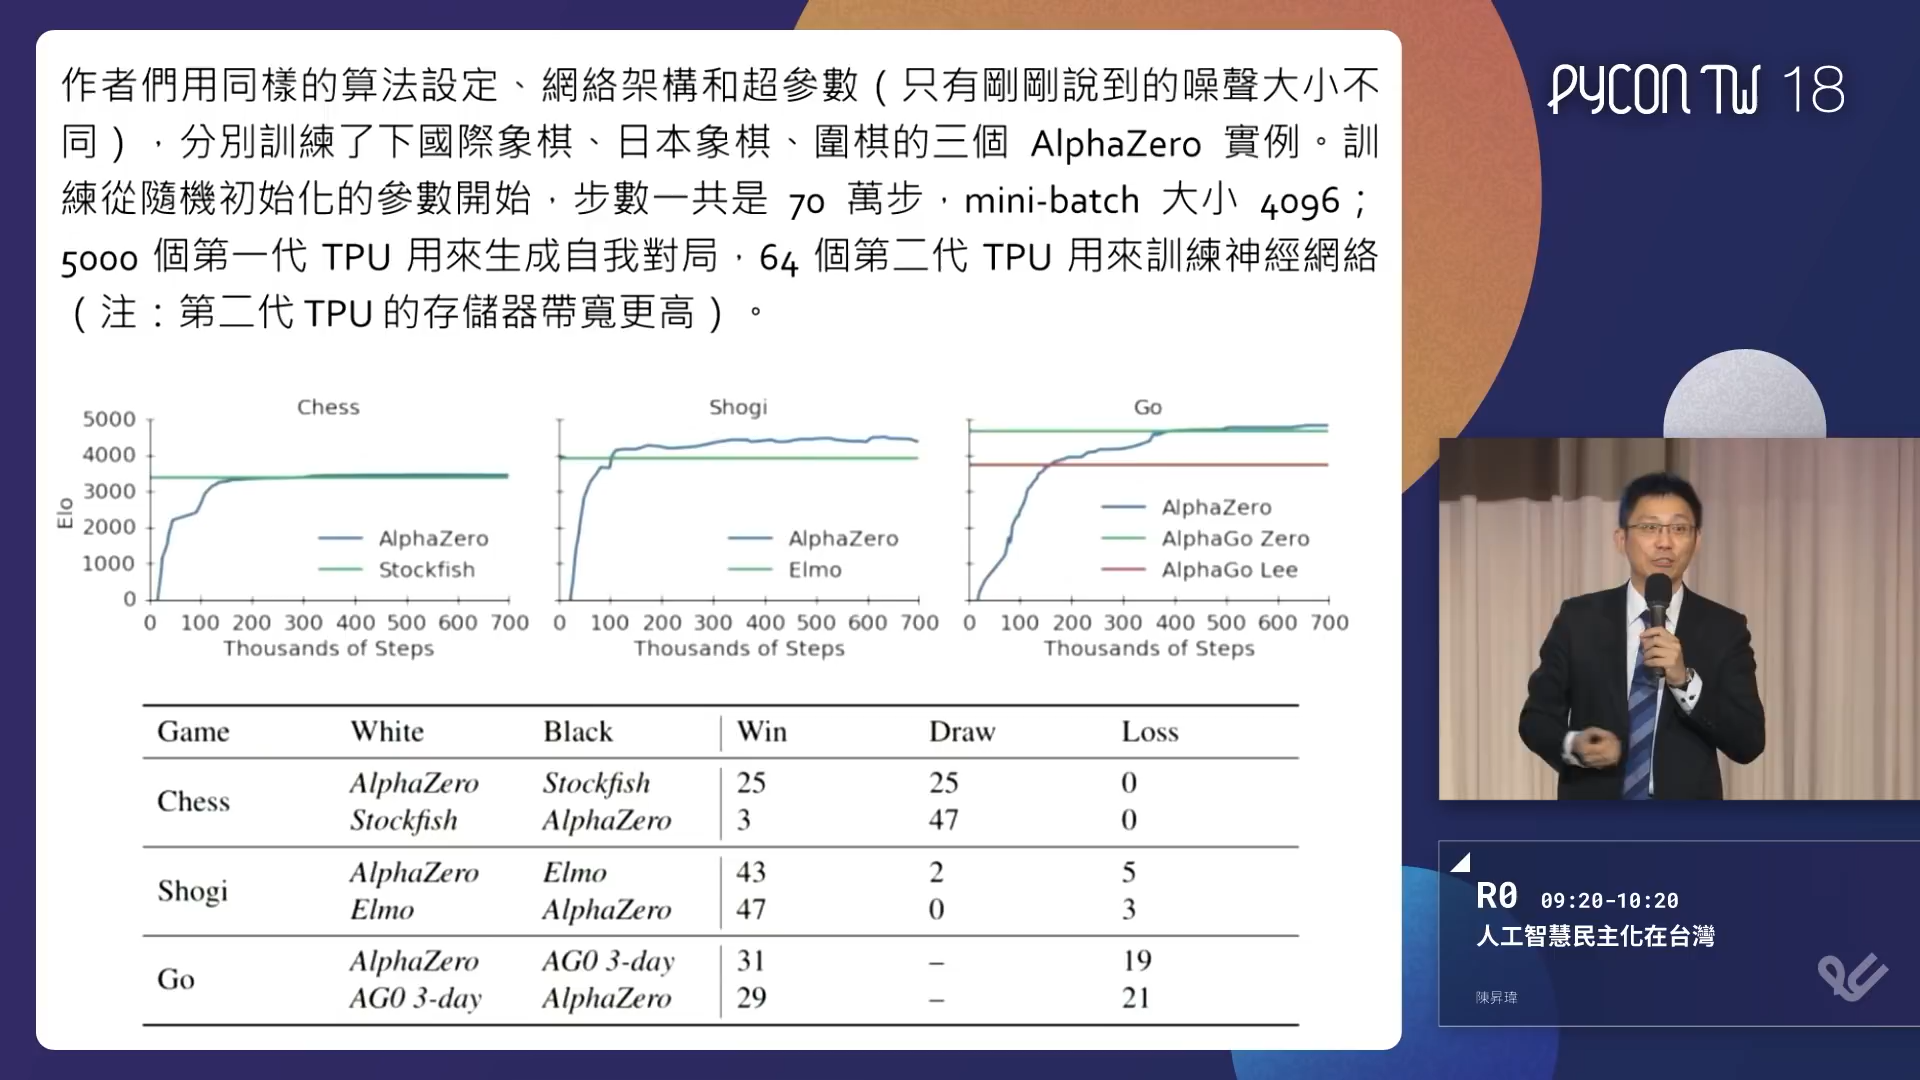 作者們用同樣的算法設定、網絡架構和超參數（只有剛剛說到的噪聲大小不
同），分別訓練了下國際象棋、日本象棋、圍棋的三個 AlphaZero 實例。訓
練從隨機初始化的參數開始，步數一共是 70 萬步，mini-batch 大小 4096；
5000 個第一代 TPU 用來生成自我對局，64 個第二代 TPU 用來訓練神經網絡
（注：第二代 TPU 的存儲器帶寬更高）。
Chess
5000
4000
3000
2000
1000
0
Elo
AlphaZero
Stockfish
0 100 200 300 400 500 600 700
Thousands of Steps
Shogi
AlphaZero
Elmo
0 100 200 300 400 500 600 700
Thousands of Steps
Go
AlphaZero
AlphaGo Zero
AlphaGo Lee
0 100 200 300 400 500 600 700
Thousands of Steps
Game White Black Win Draw Loss
Chess AlphaZero Stockfish 25 25 0
Stockfish AlphaZero 3 47 0
Shogi AlphaZero Elmo 43 2 5
Elmo AlphaZero 47 0 3
Go AlphaZero AG0 3-day 31 – 19
AG0 3-day AlphaZero 29 – 21
PYCON TW 18
R0 09:20-10:20
人工智慧民主化在台灣
陳昇瑋